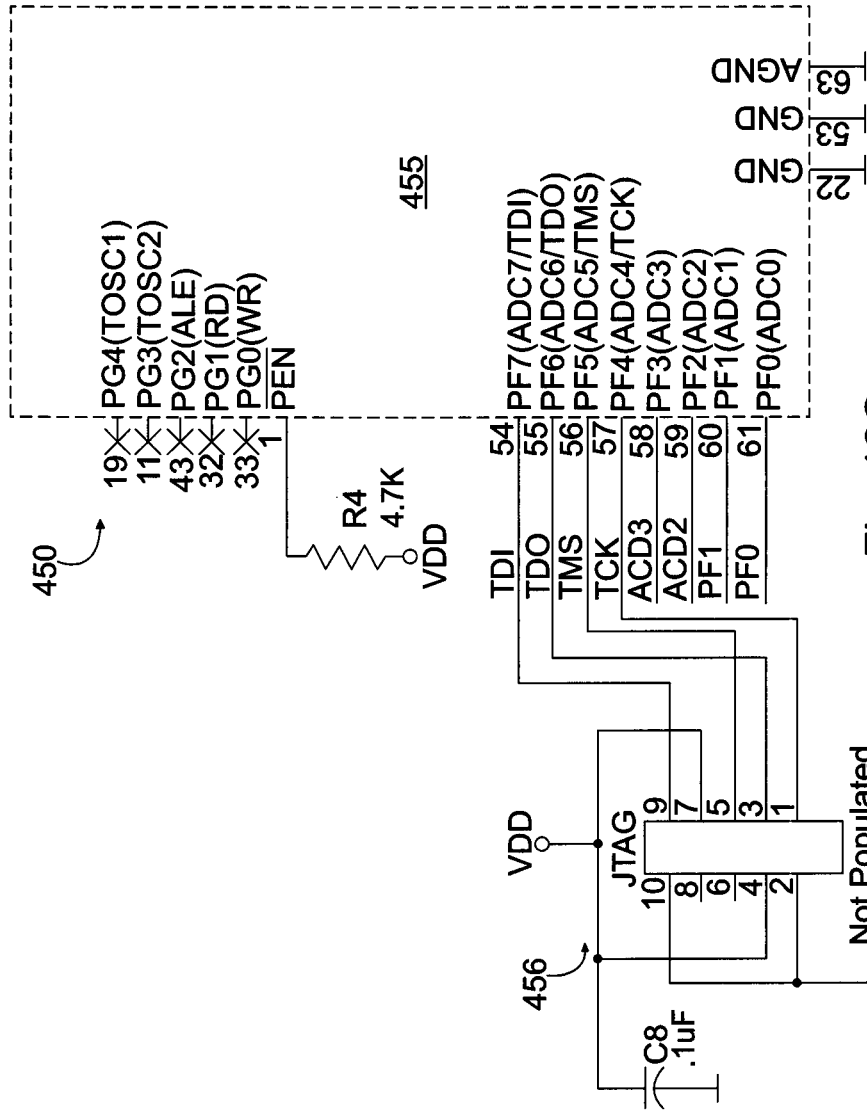 450
19
PG4(TOSC1)
11
PG3(TOSC2)
43
PG2(ALE)
32
PG1(RD)
33
PG0(WR)
1
PEN
R4
4.7K
VDD
455
TDI
54
PF7(ADC7/TDI)
TDO
55
PF6(ADC6/TDO)
TMS
56
PF5(ADC5/TMS)
TCK
57
PF4(ADC4/TCK)
ACD3
58
PF3(ADC3)
ACD2
59
PF2(ADC2)
PF1
60
PF1(ADC1)
PF0
61
PF0(ADC0)
GND
22
GND
53
AGND
63
VDD
456
JTAG
10
9
8
7
6
5
4
3
2
1
Not Populated
C8
.1uF